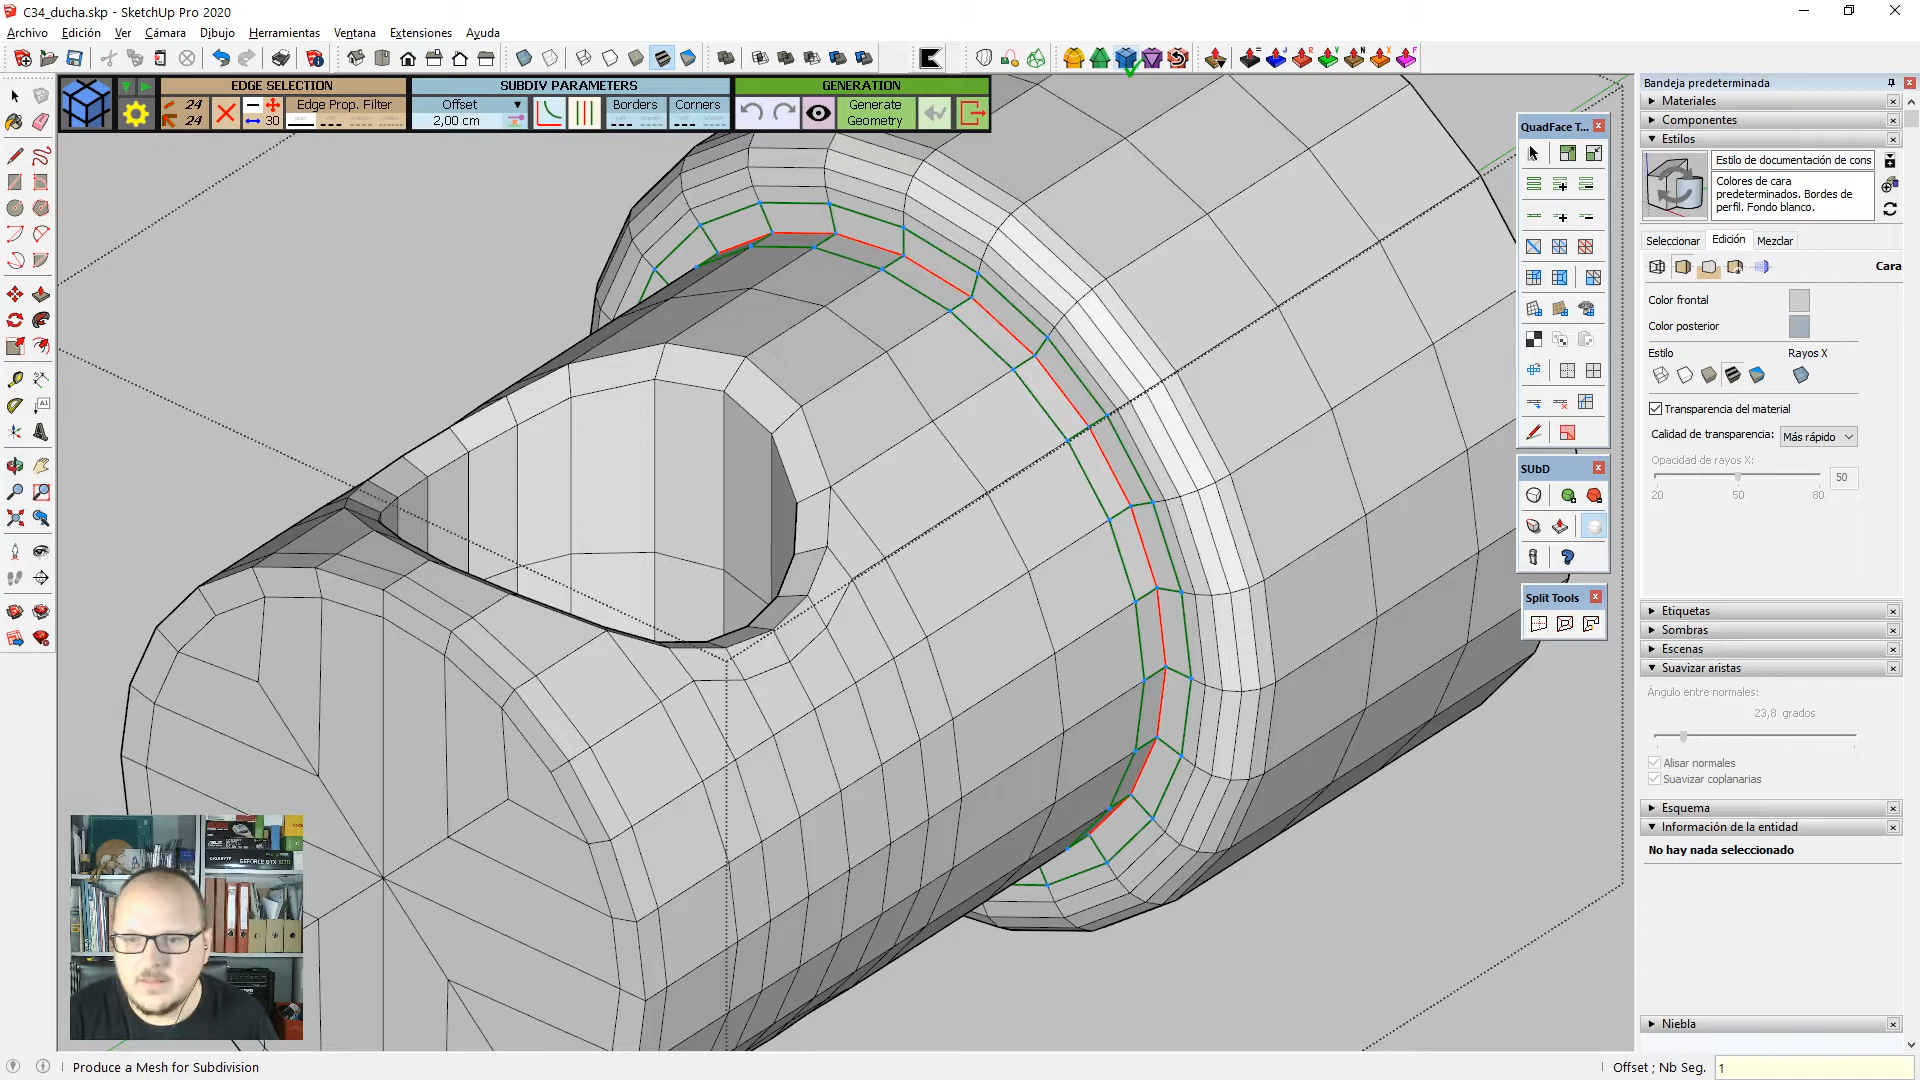 C34_ducha.skp - SketchUp Pro 2020
Archivo Edición Ver Cámara Dibujo Herramientas Ventana Extensiones Ayuda
EDGE SELECTION
SUBDIV PARAMETERS
GENERATION
24
24
30
Edge Prop. Filter
Offset
2,00 cm
Borders
Corners
Generate
Geometry
QuadFace T...
SUbD
Split Tools
Bandeja predeterminada
Materiales
Componentes
Estilos
Estilo de documentación de cons
Colores de cara
predeterminados. Bordes de
perfil. Fondo blanco.
Seleccionar Edición Mezclar
Cara
Color frontal
Color posterior
Estilo
Rayos X
Transparencia del material
Calidad de transparencia: Más rápido
Opacidad de rayos X:
50
20 50 80
Etiquetas
Sombras
Escenas
Suavizar aristas
Ángulo entre normales:
23,8 grados
Alisar normales
Suavizar coplanarias
Esquema
Información de la entidad
No hay nada seleccionado
Niebla
GIGABYTE
GEFORCE GTX 1070
Produce a Mesh for Subdivision
Offset ; Nb Seg. 1